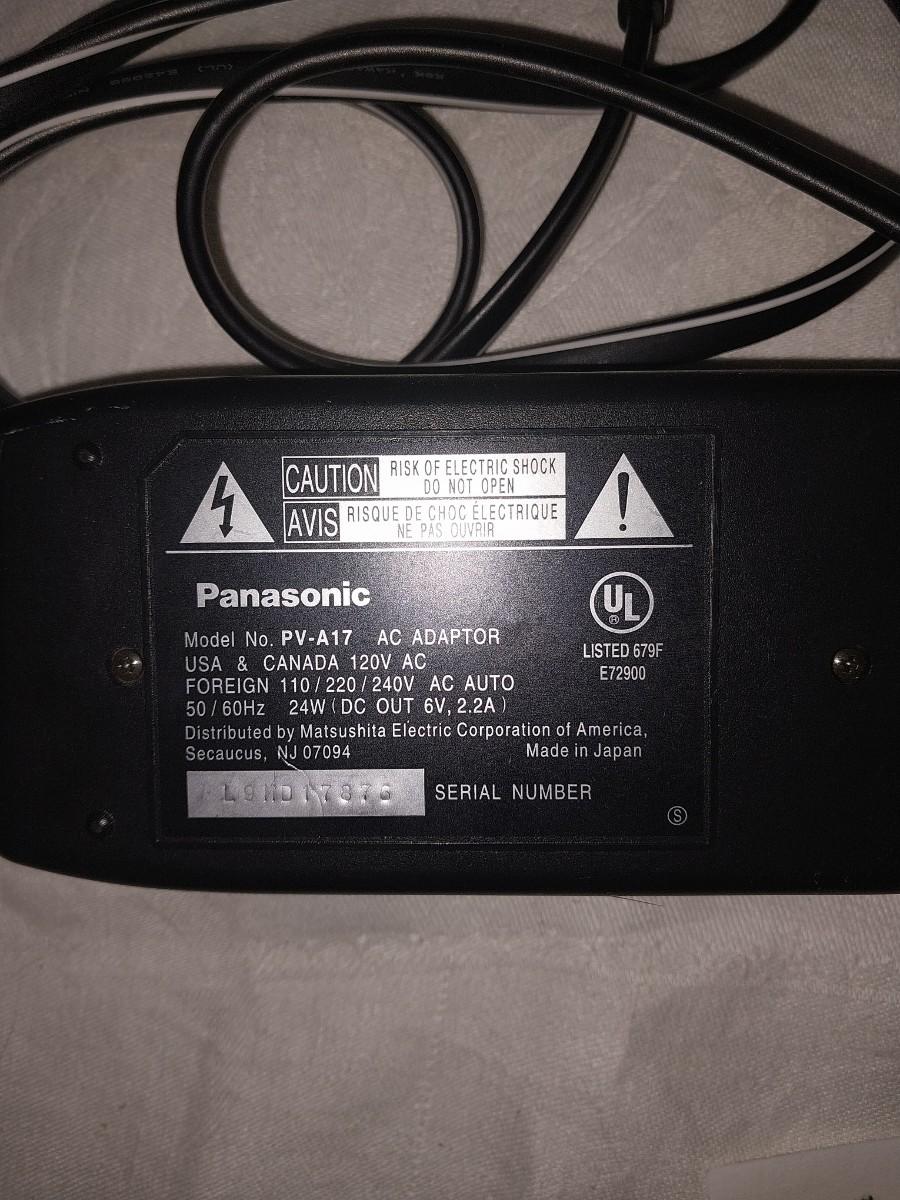 CAUTION
RISK OF ELECTRIC SHOCK
DO NOT OPEN
AVIS
RISQUE DE CHOC ÉLECTRIQUE
NE PAS OUVRIR
Panasonic
UL
®
Model No. PV-A17 AC ADAPTOR
LISTED 679F
USA & CANADA 120V AC
E72900
FOREIGN 110/220/240V AC AUTO
50/60Hz 24W (DC OUT 6V, 2.2A)
Distributed by Matsushita Electric Corporation of America,
Secaucus, NJ 07094 Made in Japan
SERIAL NUMBER
Ⓢ